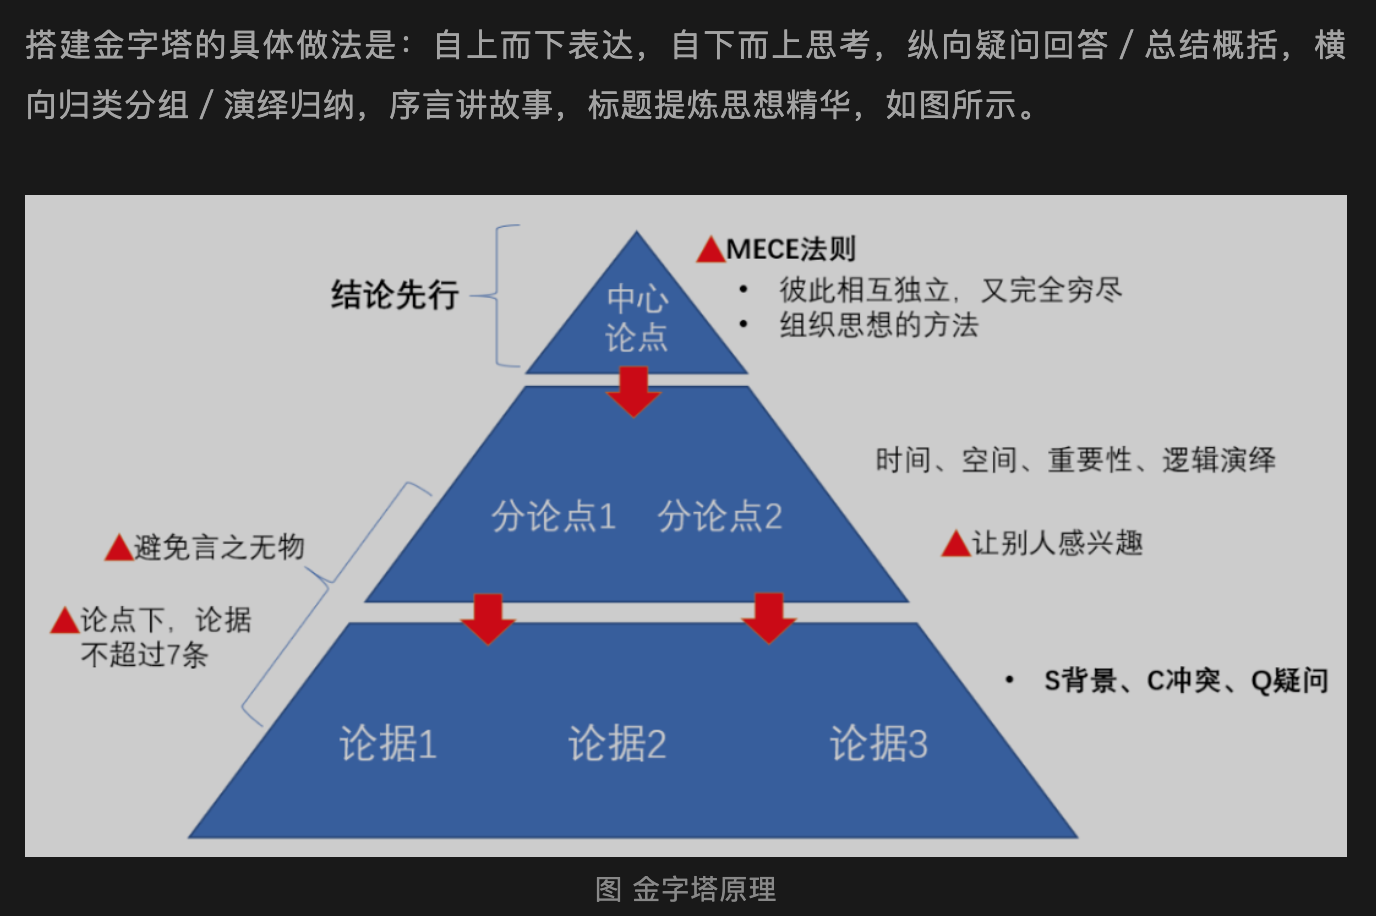 搭建金字塔的具体做法是：自上而下表达，自下而上思考，纵向疑问回答 / 总结概括，横
向归类分组 / 演绎归纳，序言讲故事，标题提炼思想精华，如图所示。
MECE法则
结论先行
• 彼此相互独立，又完全穷尽
中心
论点
• 组织思想的方法
时间、空间、重要性、逻辑演绎
分论点1 分论点2
避免言之无物
让别人感兴趣
论点下，论据
不超过7条
• S背景、C冲突、Q疑问
论据1 论据2 论据3
图 金字塔原理